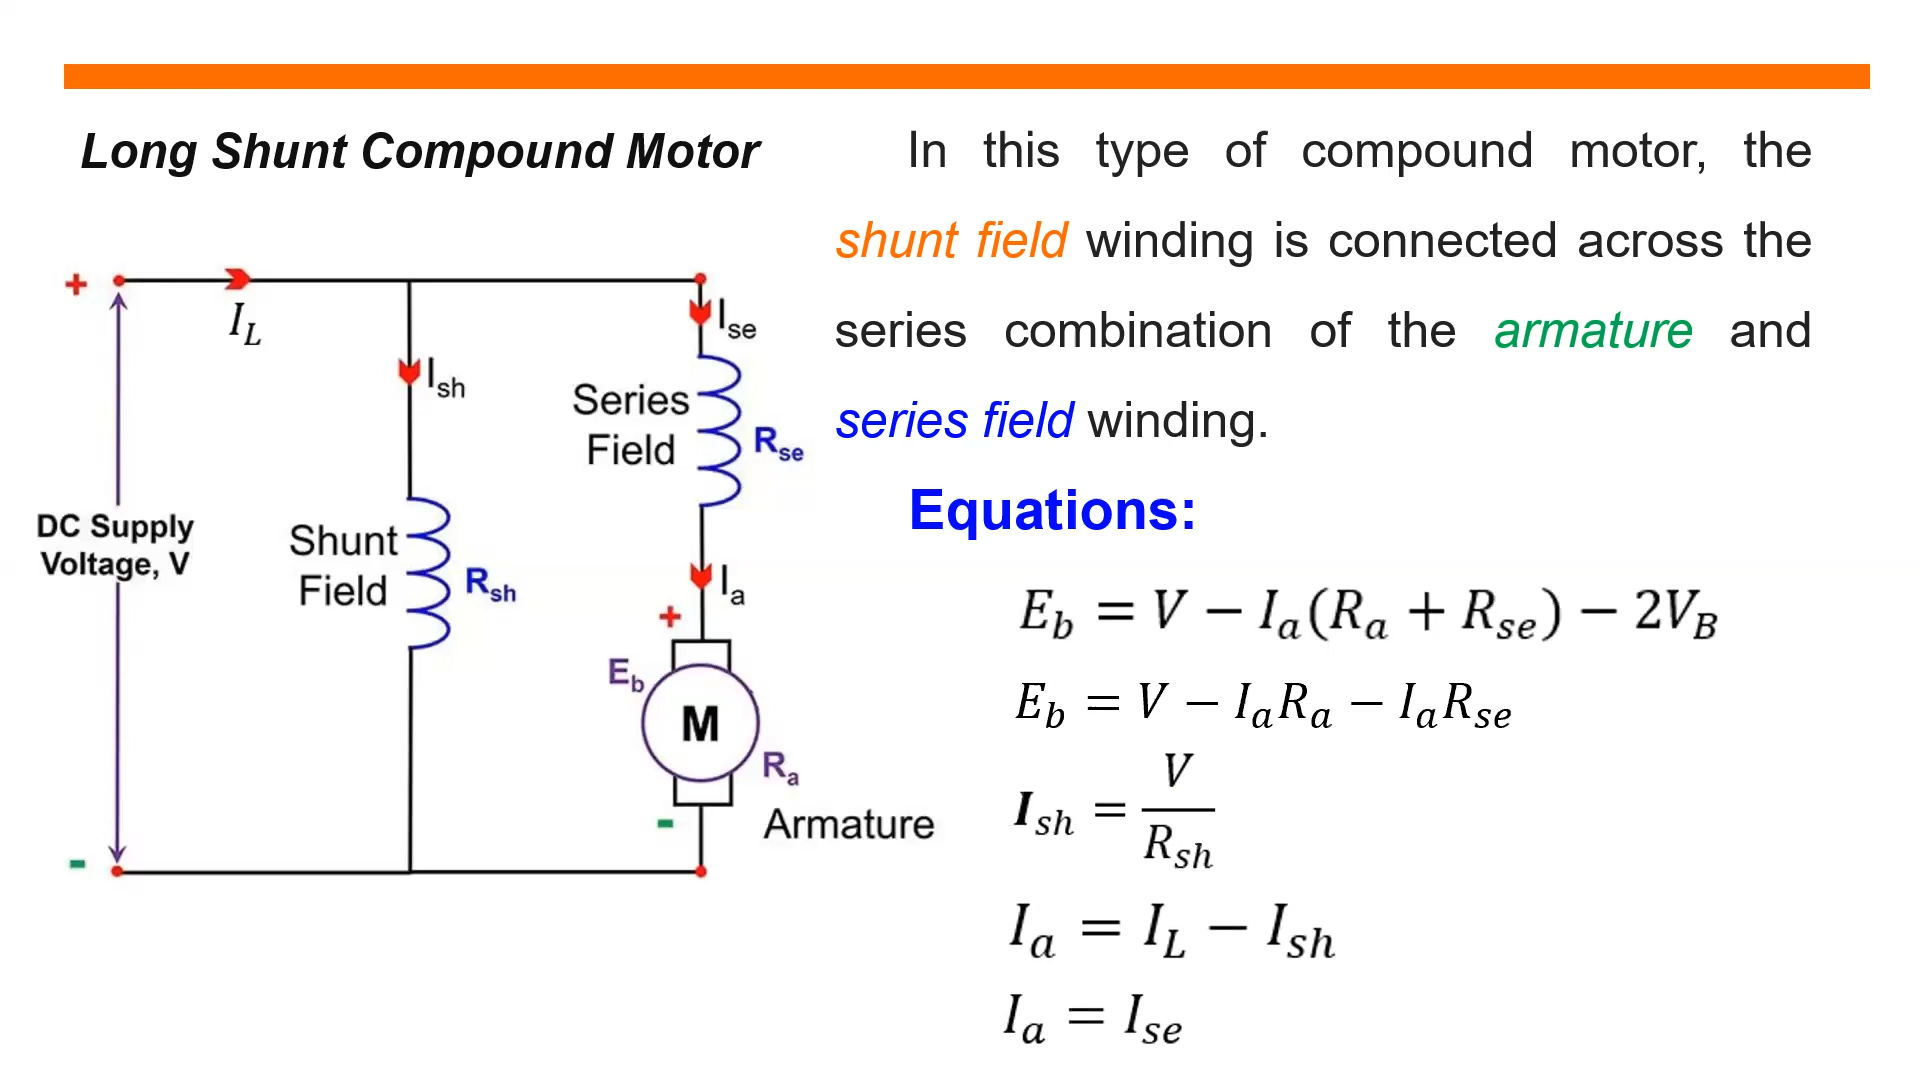 Long Shunt Compound Motor
In this type of compound motor, the
shunt field winding is connected across the
series combination of the armature and
series field winding.
Equations:
E_b = V − I_a(R_a + R_se) − 2V_B
E_b = V − I_aR_a − I_aR_se
I_sh = V / R_sh
I_a = I_L − I_sh
I_a = I_se
+
I_L
I_se
I_sh
Series
Field
R_se
DC Supply
Voltage, V
Shunt
Field
R_sh
I_a
+
E_b
M
R_a
-
Armature
-